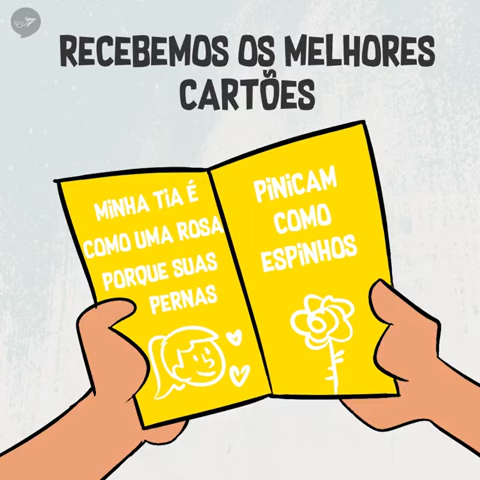 RECEBEMOS OS MELHORES
CARTÕES
MINHA TIA É
COMO UMA ROSA
PORQUE SUAS
PERNAS
PINICAM
COMO
ESPINHOS